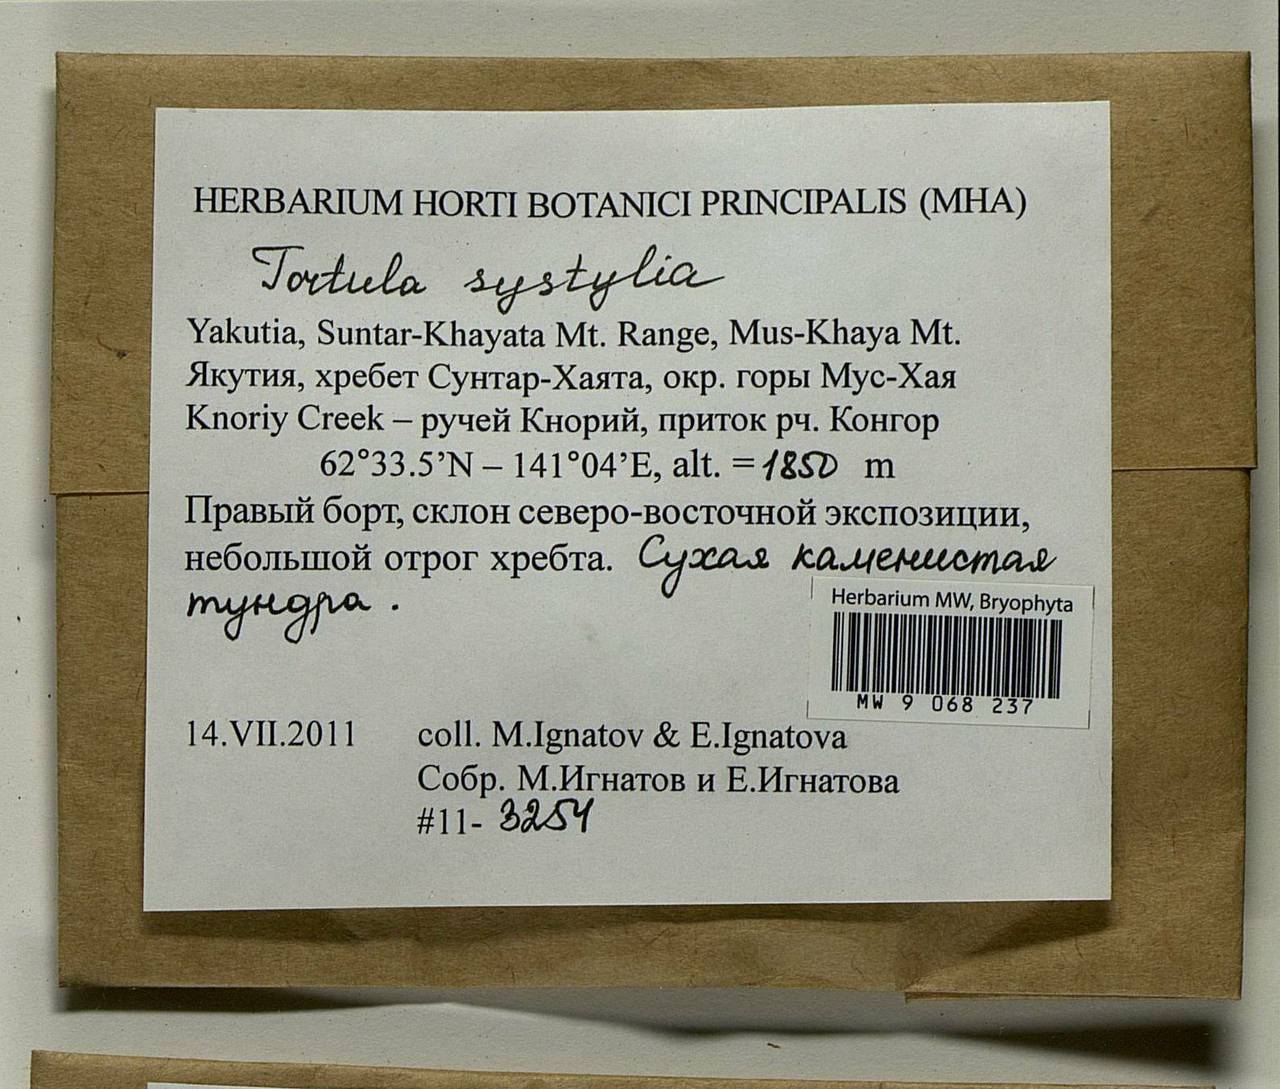 HERBARIUM HORTI BOTANICI PRINCIPALIS (MHA)
Tortula systylia
Yakutia, Suntar-Khayata Mt. Range, Mus-Khaya Mt.
Якутия, хребет Сунтар-Хаята, окр. горы Мус-Хая
Knoriy Creek – ручей Кнорий, приток рч. Конгор
62°33.5’N – 141°04’E, alt. = 1850 m
Правый борт, склон северо-восточной экспозиции,
небольшой отрог хребта. Сухая каменистая
тундра.
Herbarium MW, Bryophyta
MW 9 068 237
14.VII.2011 coll. M.Ignatov & E.Ignatova
Собр. М.Игнатов и Е.Игнатова
#11- 3254